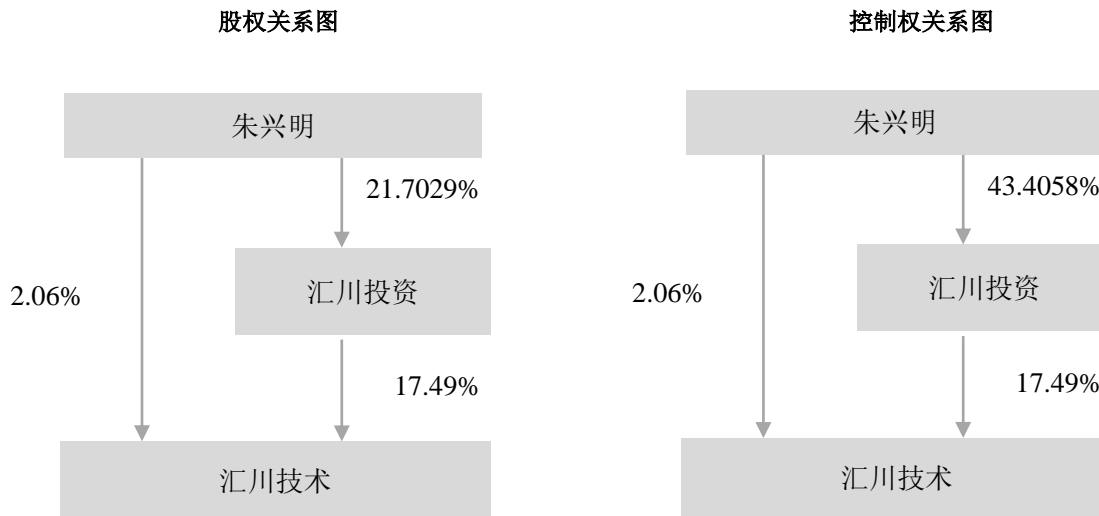 股权关系图
朱兴明
21.7029%
2.06%
汇川投资
17.49%
汇川技术
控制权关系图
朱兴明
43.4058%
2.06%
汇川投资
17.49%
汇川技术